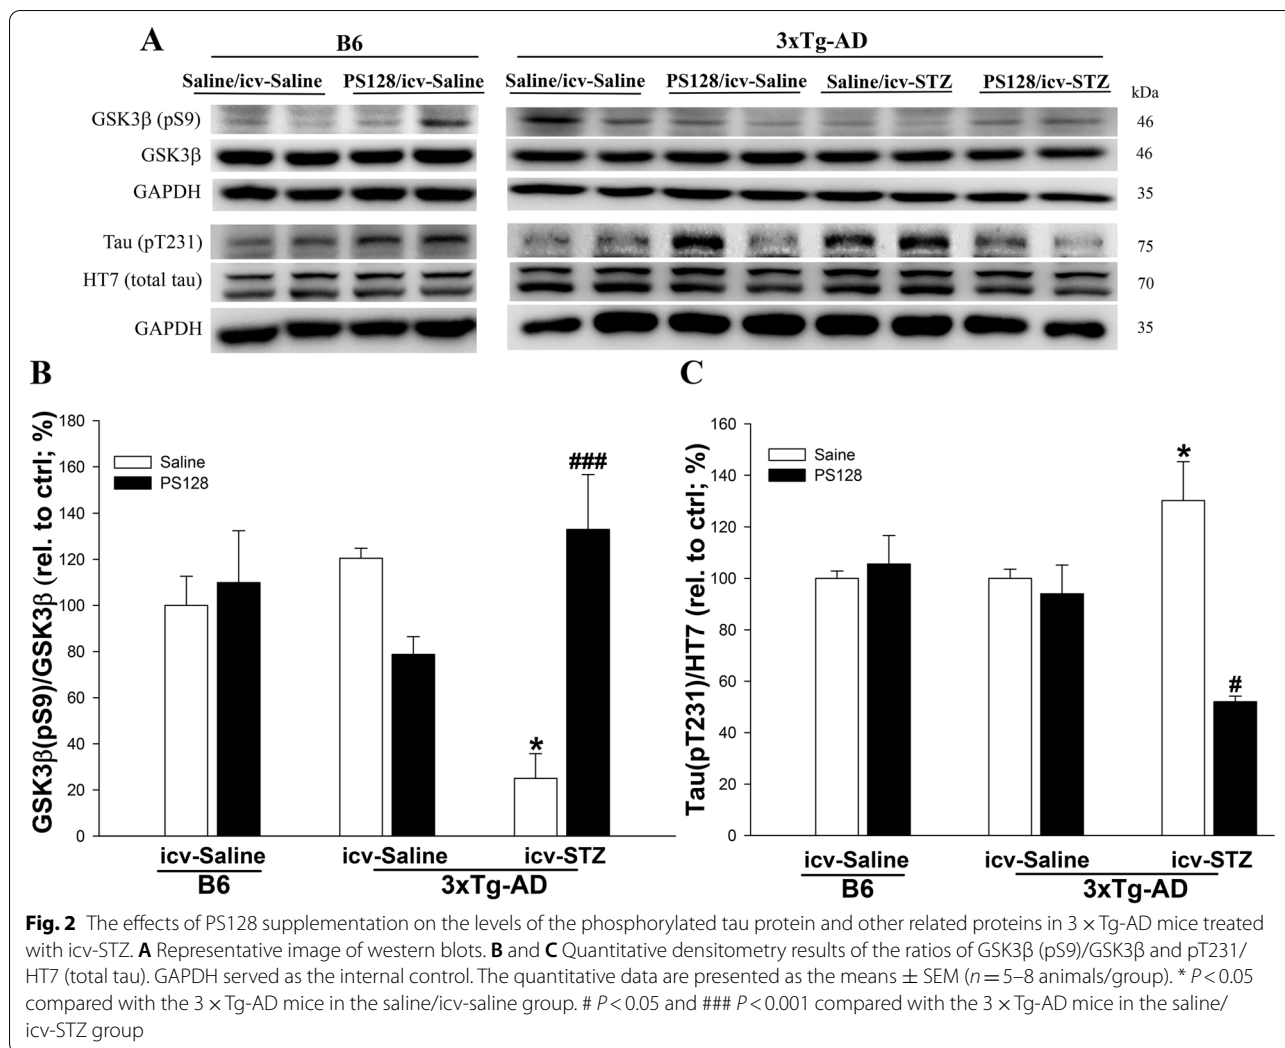 A
B6
3xTg-AD
Saline/icv-Saline PS128/icv-Saline Saline/icv-Saline PS128/icv-Saline Saline/icv-STZ PS128/icv-STZ
kDa
GSK3β (pS9) 46
GSK3β 46
GAPDH 35
Tau (pT231) 75
HT7 (total tau) 70
GAPDH 35
B
GSK3β(pS9)/GSK3β (rel. to ctrl; %)
180
160
140
120
100
80
60
40
20
0
Saline
PS128
*
###
icv-Saline icv-Saline icv-STZ
B6 3xTg-AD
C
Tau(pT231)/HT7 (rel. to ctrl; %)
160
140
120
100
80
60
40
20
0
Saine
PS128
*
#
icv-Saline icv-Saline icv-STZ
B6 3xTg-AD
Fig. 2 The effects of PS128 supplementation on the levels of the phosphorylated tau protein and other related proteins in 3 × Tg-AD mice treated
with icv-STZ. A Representative image of western blots. B and C Quantitative densitometry results of the ratios of GSK3β (pS9)/GSK3β and pT231/
HT7 (total tau). GAPDH served as the internal control. The quantitative data are presented as the means ± SEM (n = 5–8 animals/group). * P < 0.05
compared with the 3 × Tg-AD mice in the saline/icv-saline group. # P < 0.05 and ### P < 0.001 compared with the 3 × Tg-AD mice in the saline/
icv-STZ group